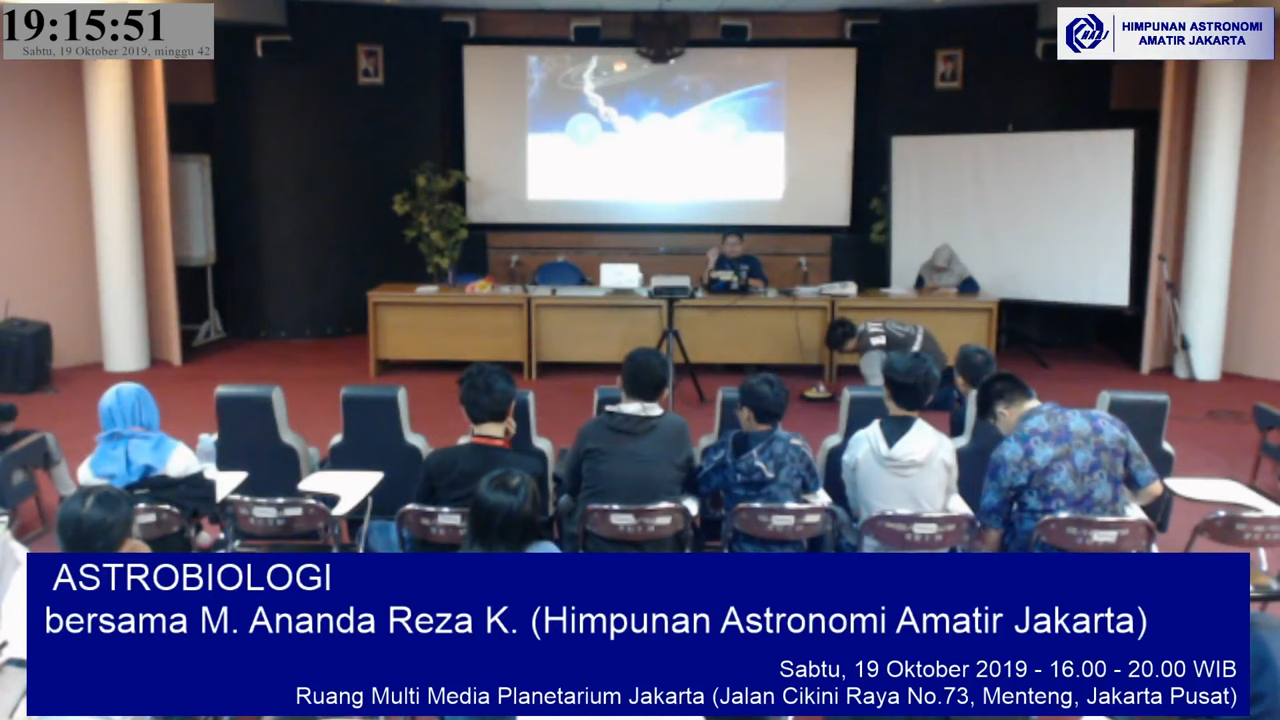 19:15:51
Sabtu, 19 Oktober 2019, minggu 42
HIMPUNAN ASTRONOMI
AMATIR JAKARTA
ASTROBIOLOGI
bersama M. Ananda Reza K. (Himpunan Astronomi Amatir Jakarta)
Sabtu, 19 Oktober 2019 - 16.00 - 20.00 WIB
Ruang Multi Media Planetarium Jakarta (Jalan Cikini Raya No.73, Menteng, Jakarta Pusat)